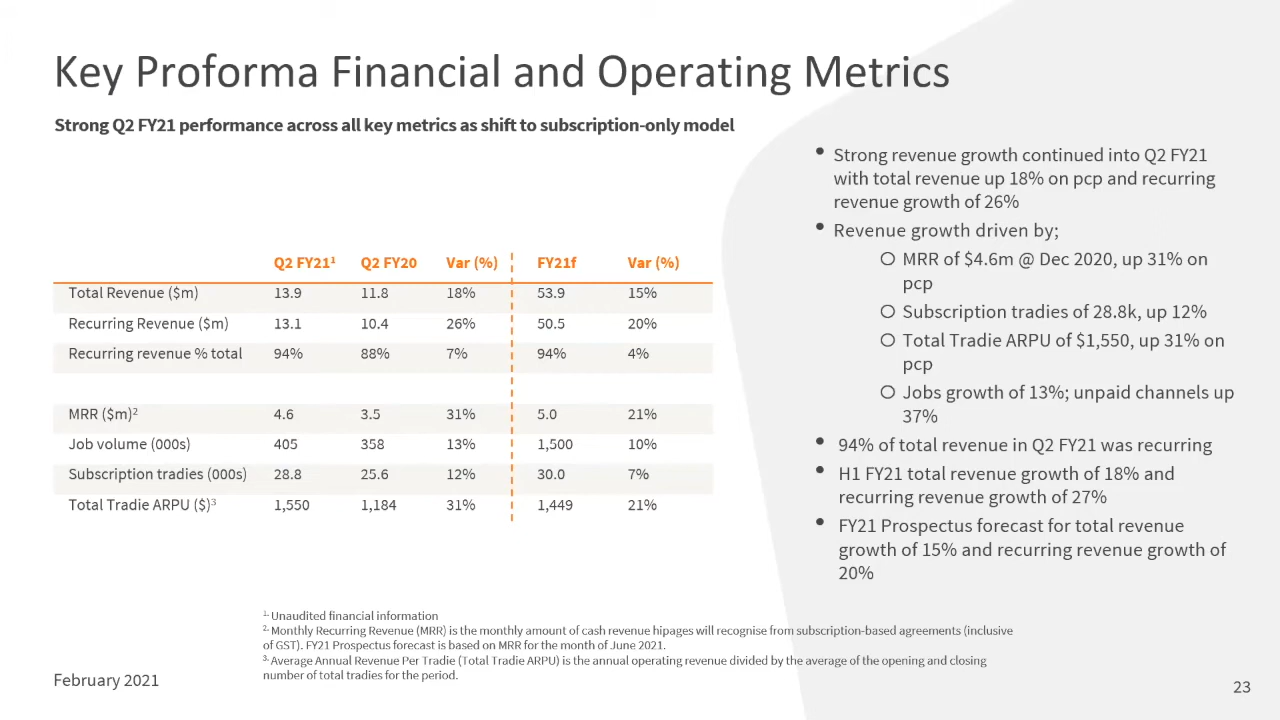 Key Proforma Financial and Operating Metrics
Strong Q2 FY21 performance across all key metrics as shift to subscription-only model
Q2 FY21¹ Q2 FY20 Var (%) FY21f Var (%)
Total Revenue ($m) 13.9 11.8 18% 53.9 15%
Recurring Revenue ($m) 13.1 10.4 26% 50.5 20%
Recurring revenue % total 94% 88% 7% 94% 4%
MRR ($m)² 4.6 3.5 31% 5.0 21%
Job volume (000s) 405 358 13% 1,500 10%
Subscription tradies (000s) 28.8 25.6 12% 30.0 7%
Total Tradie ARPU ($)³ 1,550 1,184 31% 1,449 21%
• Strong revenue growth continued into Q2 FY21
with total revenue up 18% on pcp and recurring
revenue growth of 26%
• Revenue growth driven by;
○ MRR of $4.6m @ Dec 2020, up 31% on
pcp
○ Subscription tradies of 28.8k, up 12%
○ Total Tradie ARPU of $1,550, up 31% on
pcp
○ Jobs growth of 13%; unpaid channels up
37%
• 94% of total revenue in Q2 FY21 was recurring
• H1 FY21 total revenue growth of 18% and
recurring revenue growth of 27%
• FY21 Prospectus forecast for total revenue
growth of 15% and recurring revenue growth of
20%
1. Unaudited financial information
2. Monthly Recurring Revenue (MRR) is the monthly amount of cash revenue hipages will recognise from subscription-based agreements (inclusive
of GST). FY21 Prospectus forecast is based on MRR for the month of June 2021.
3. Average Annual Revenue Per Tradie (Total Tradie ARPU) is the annual operating revenue divided by the average of the opening and closing
number of total tradies for the period.
February 2021
23